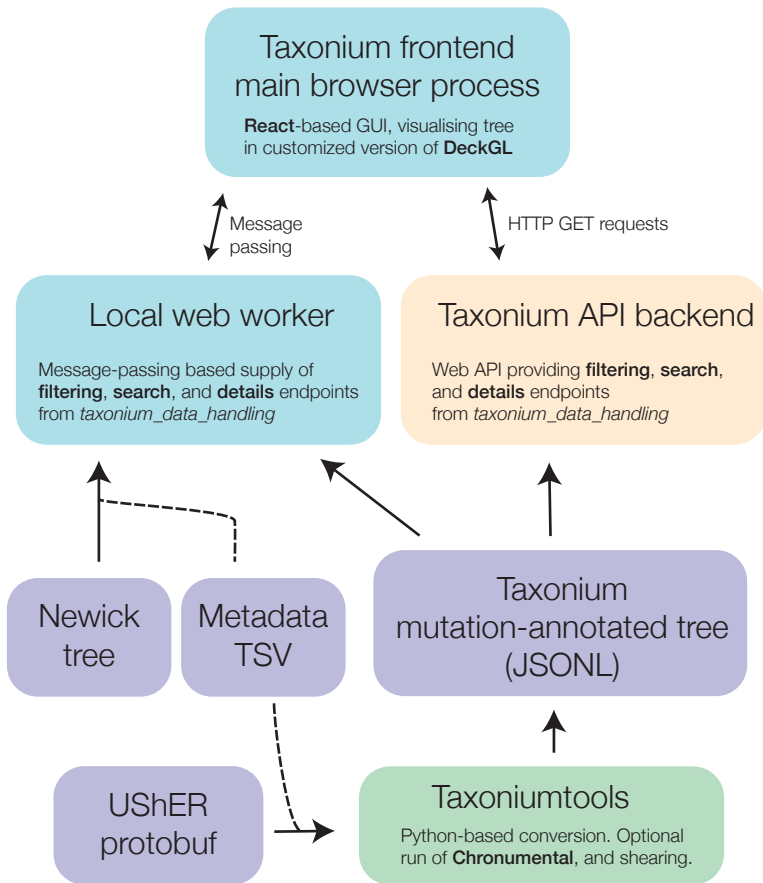 Taxonium frontend
main browser process
React-based GUI, visualising tree
in customized version of DeckGL
Message
passing
HTTP GET requests
Local web worker
Message-passing based supply of
filtering, search, and details endpoints
from taxonium_data_handling
Taxonium API backend
Web API providing filtering, search,
and details endpoints
from taxonium_data_handling
Newick
tree
Metadata
TSV
Taxonium
mutation-annotated tree
(JSONL)
UShER
protobuf
Taxoniumtools
Python-based conversion. Optional
run of Chronumental, and shearing.